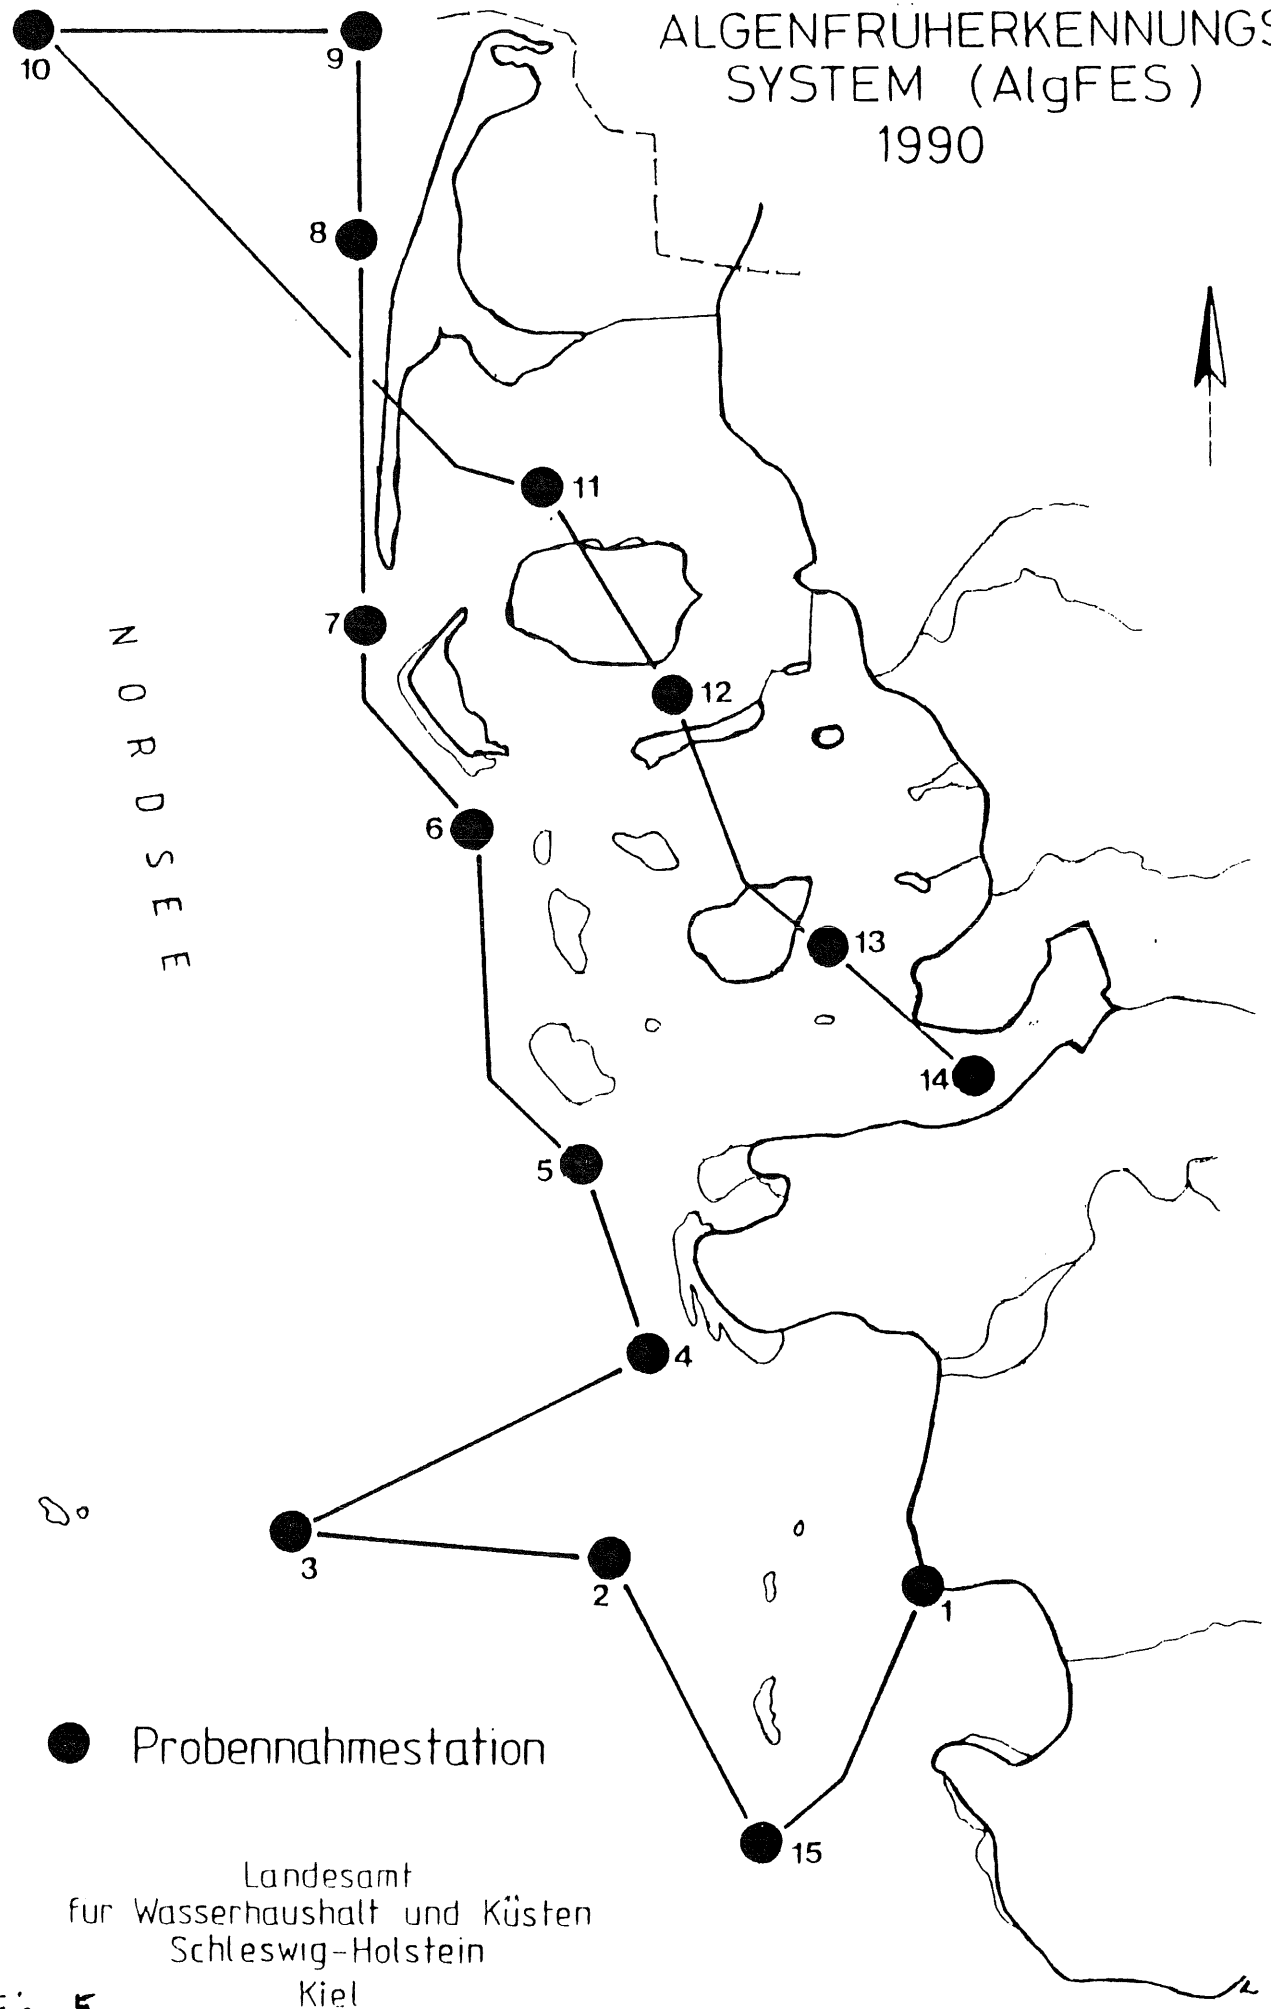 ALGENFRÜHERKENNUNGS
SYSTEM (AlgFES)
1990
10
9
8
11
7
12
NORDSEE
6
13
14
5
4
3
2
1
15
Probennahmestation
Landesamt
fur Wasserhaushalt und Küsten
Schleswig-Holstein
Kiel
5